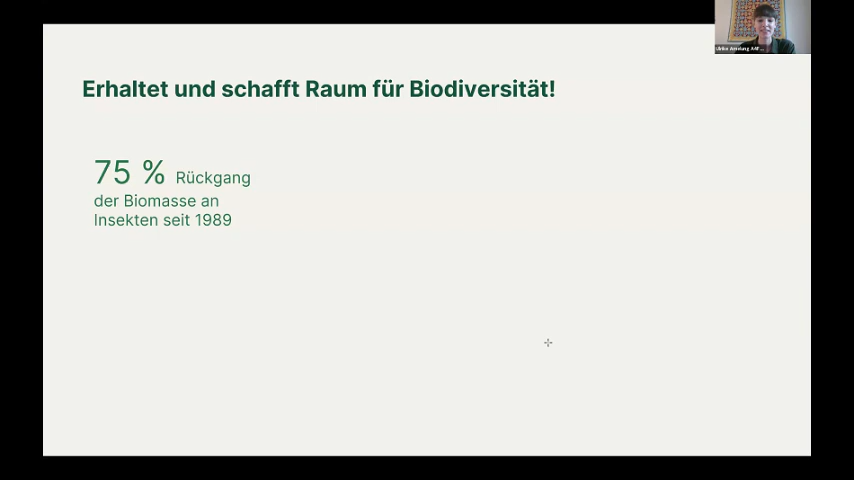 Erhaltet und schafft Raum für Biodiversität!
75 % Rückgang
der Biomasse an
Insekten seit 1989